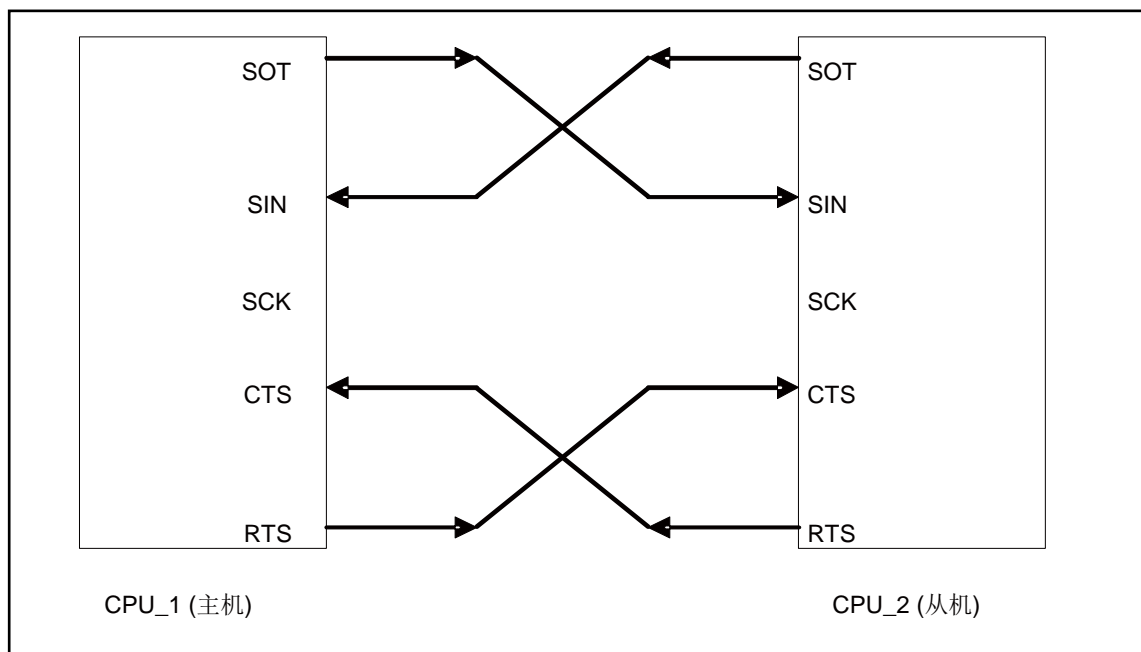 SOT
SOT
SIN
SIN
SCK
SCK
CTS
CTS
RTS
RTS
CPU_1 (主机)
CPU_2 (从机)